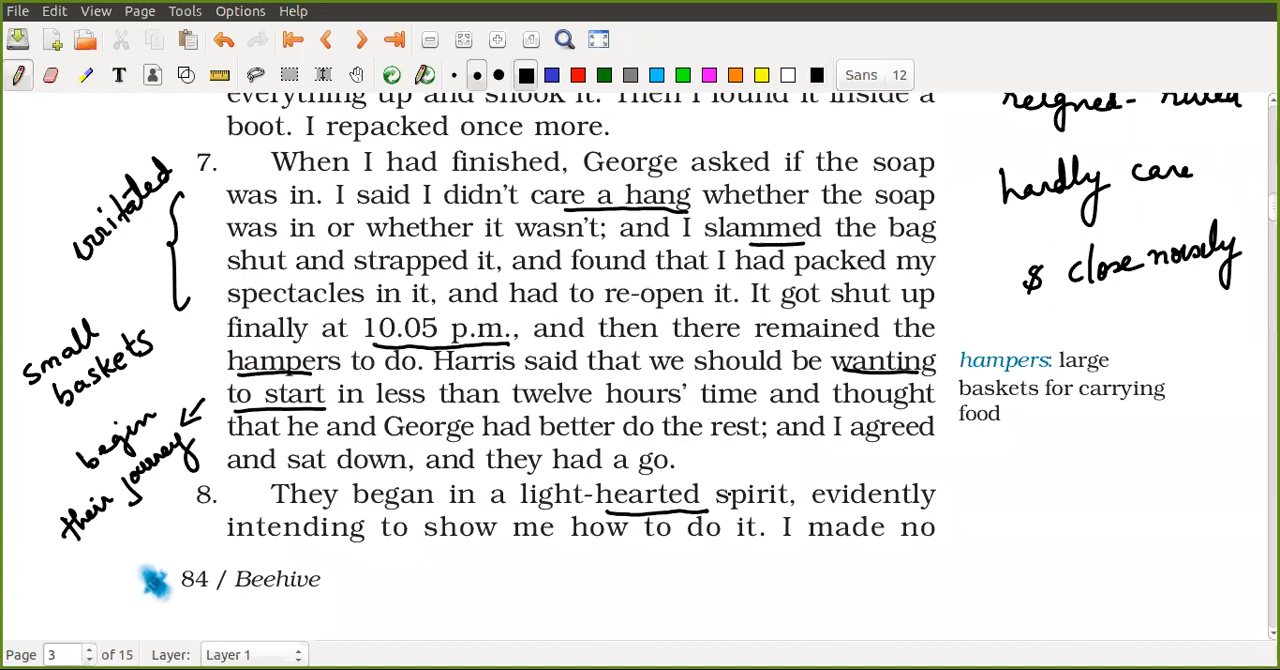 File Edit View Page Tools Options Help
Sans 12
everything up and shook it. Then I found it inside a
boot. I repacked once more.
reigned- ruled
7. When I had finished, George asked if the soap
was in. I said I didn't care a hang whether the soap
was in or whether it wasn't; and I slammed the bag
shut and strapped it, and found that I had packed my
spectacles in it, and had to re-open it. It got shut up
finally at 10.05 p.m., and then there remained the
hampers to do. Harris said that we should be wanting
to start in less than twelve hours' time and thought
that he and George had better do the rest; and I agreed
and sat down, and they had a go.
8. They began in a light-hearted spirit, evidently
intending to show me how to do it. I made no
irritated
small
baskets
begin
their journey
hardly care
$ close noisely
hampers: large
baskets for carrying
food
84 / Beehive
Page 3 of 15 Layer: Layer 1